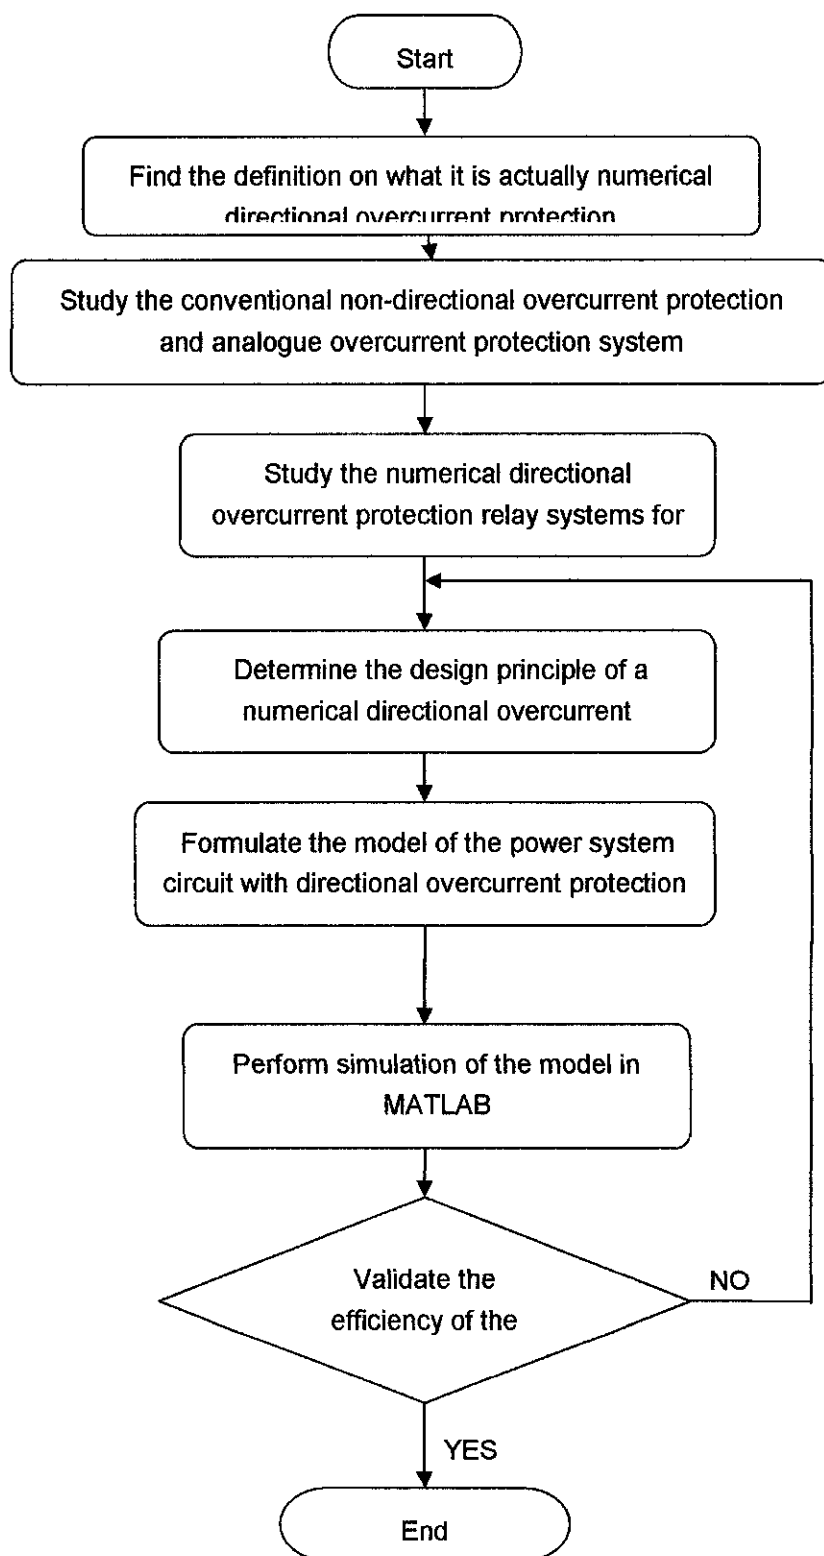 Start
Find the definition on what it is actually numerical
directional overcurrent protection
Study the conventional non-directional overcurrent protection
and analogue overcurrent protection system
Study the numerical directional
overcurrent protection relay systems for
Determine the design principle of a
numerical directional overcurrent
Formulate the model of the power system
circuit with directional overcurrent protection
Perform simulation of the model in
MATLAB
Validate the
efficiency of the
NO
YES
End